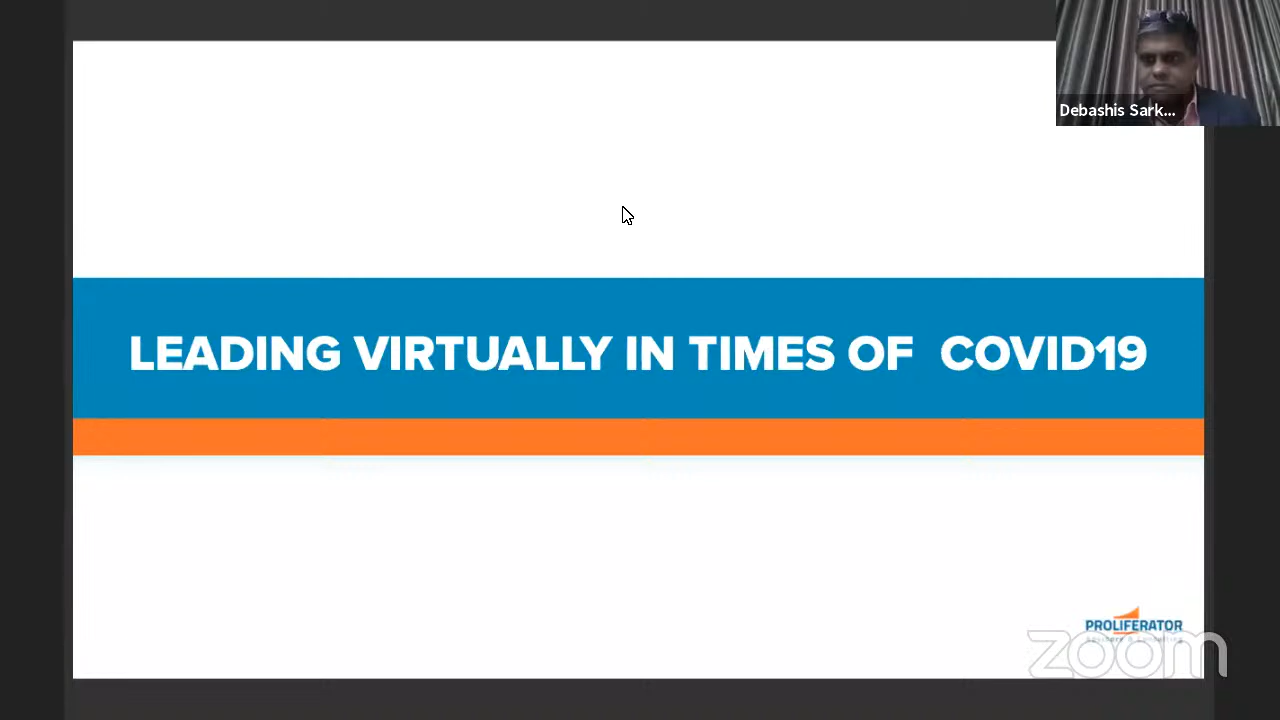 Debashis Sark...
LEADING VIRTUALLY IN TIMES OF COVID19
PROLIFERATOR
zoom